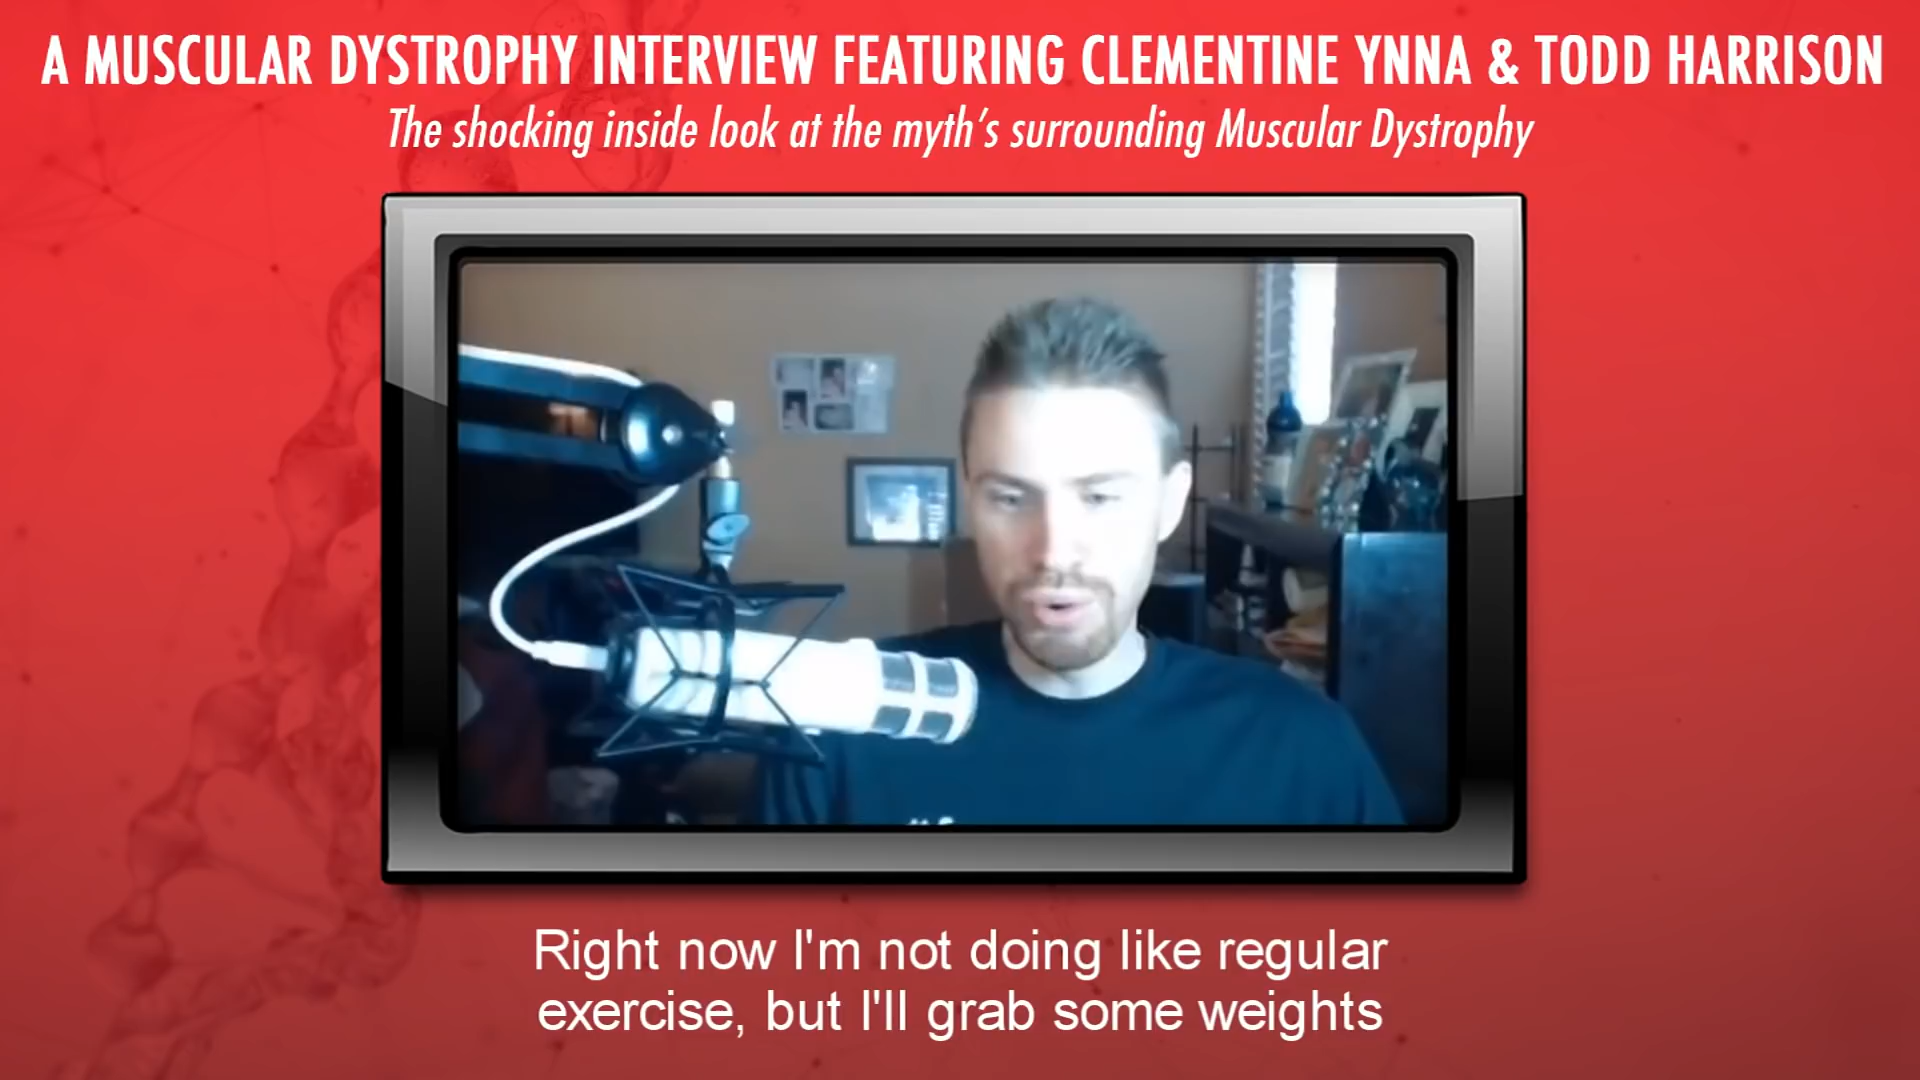 A MUSCULAR DYSTROPHY INTERVIEW FEATURING CLEMENTINE YNNA & TODD HARRISON
The shocking inside look at the myth's surrounding Muscular Dystrophy
Right now I'm not doing like regular
exercise, but I'll grab some weights